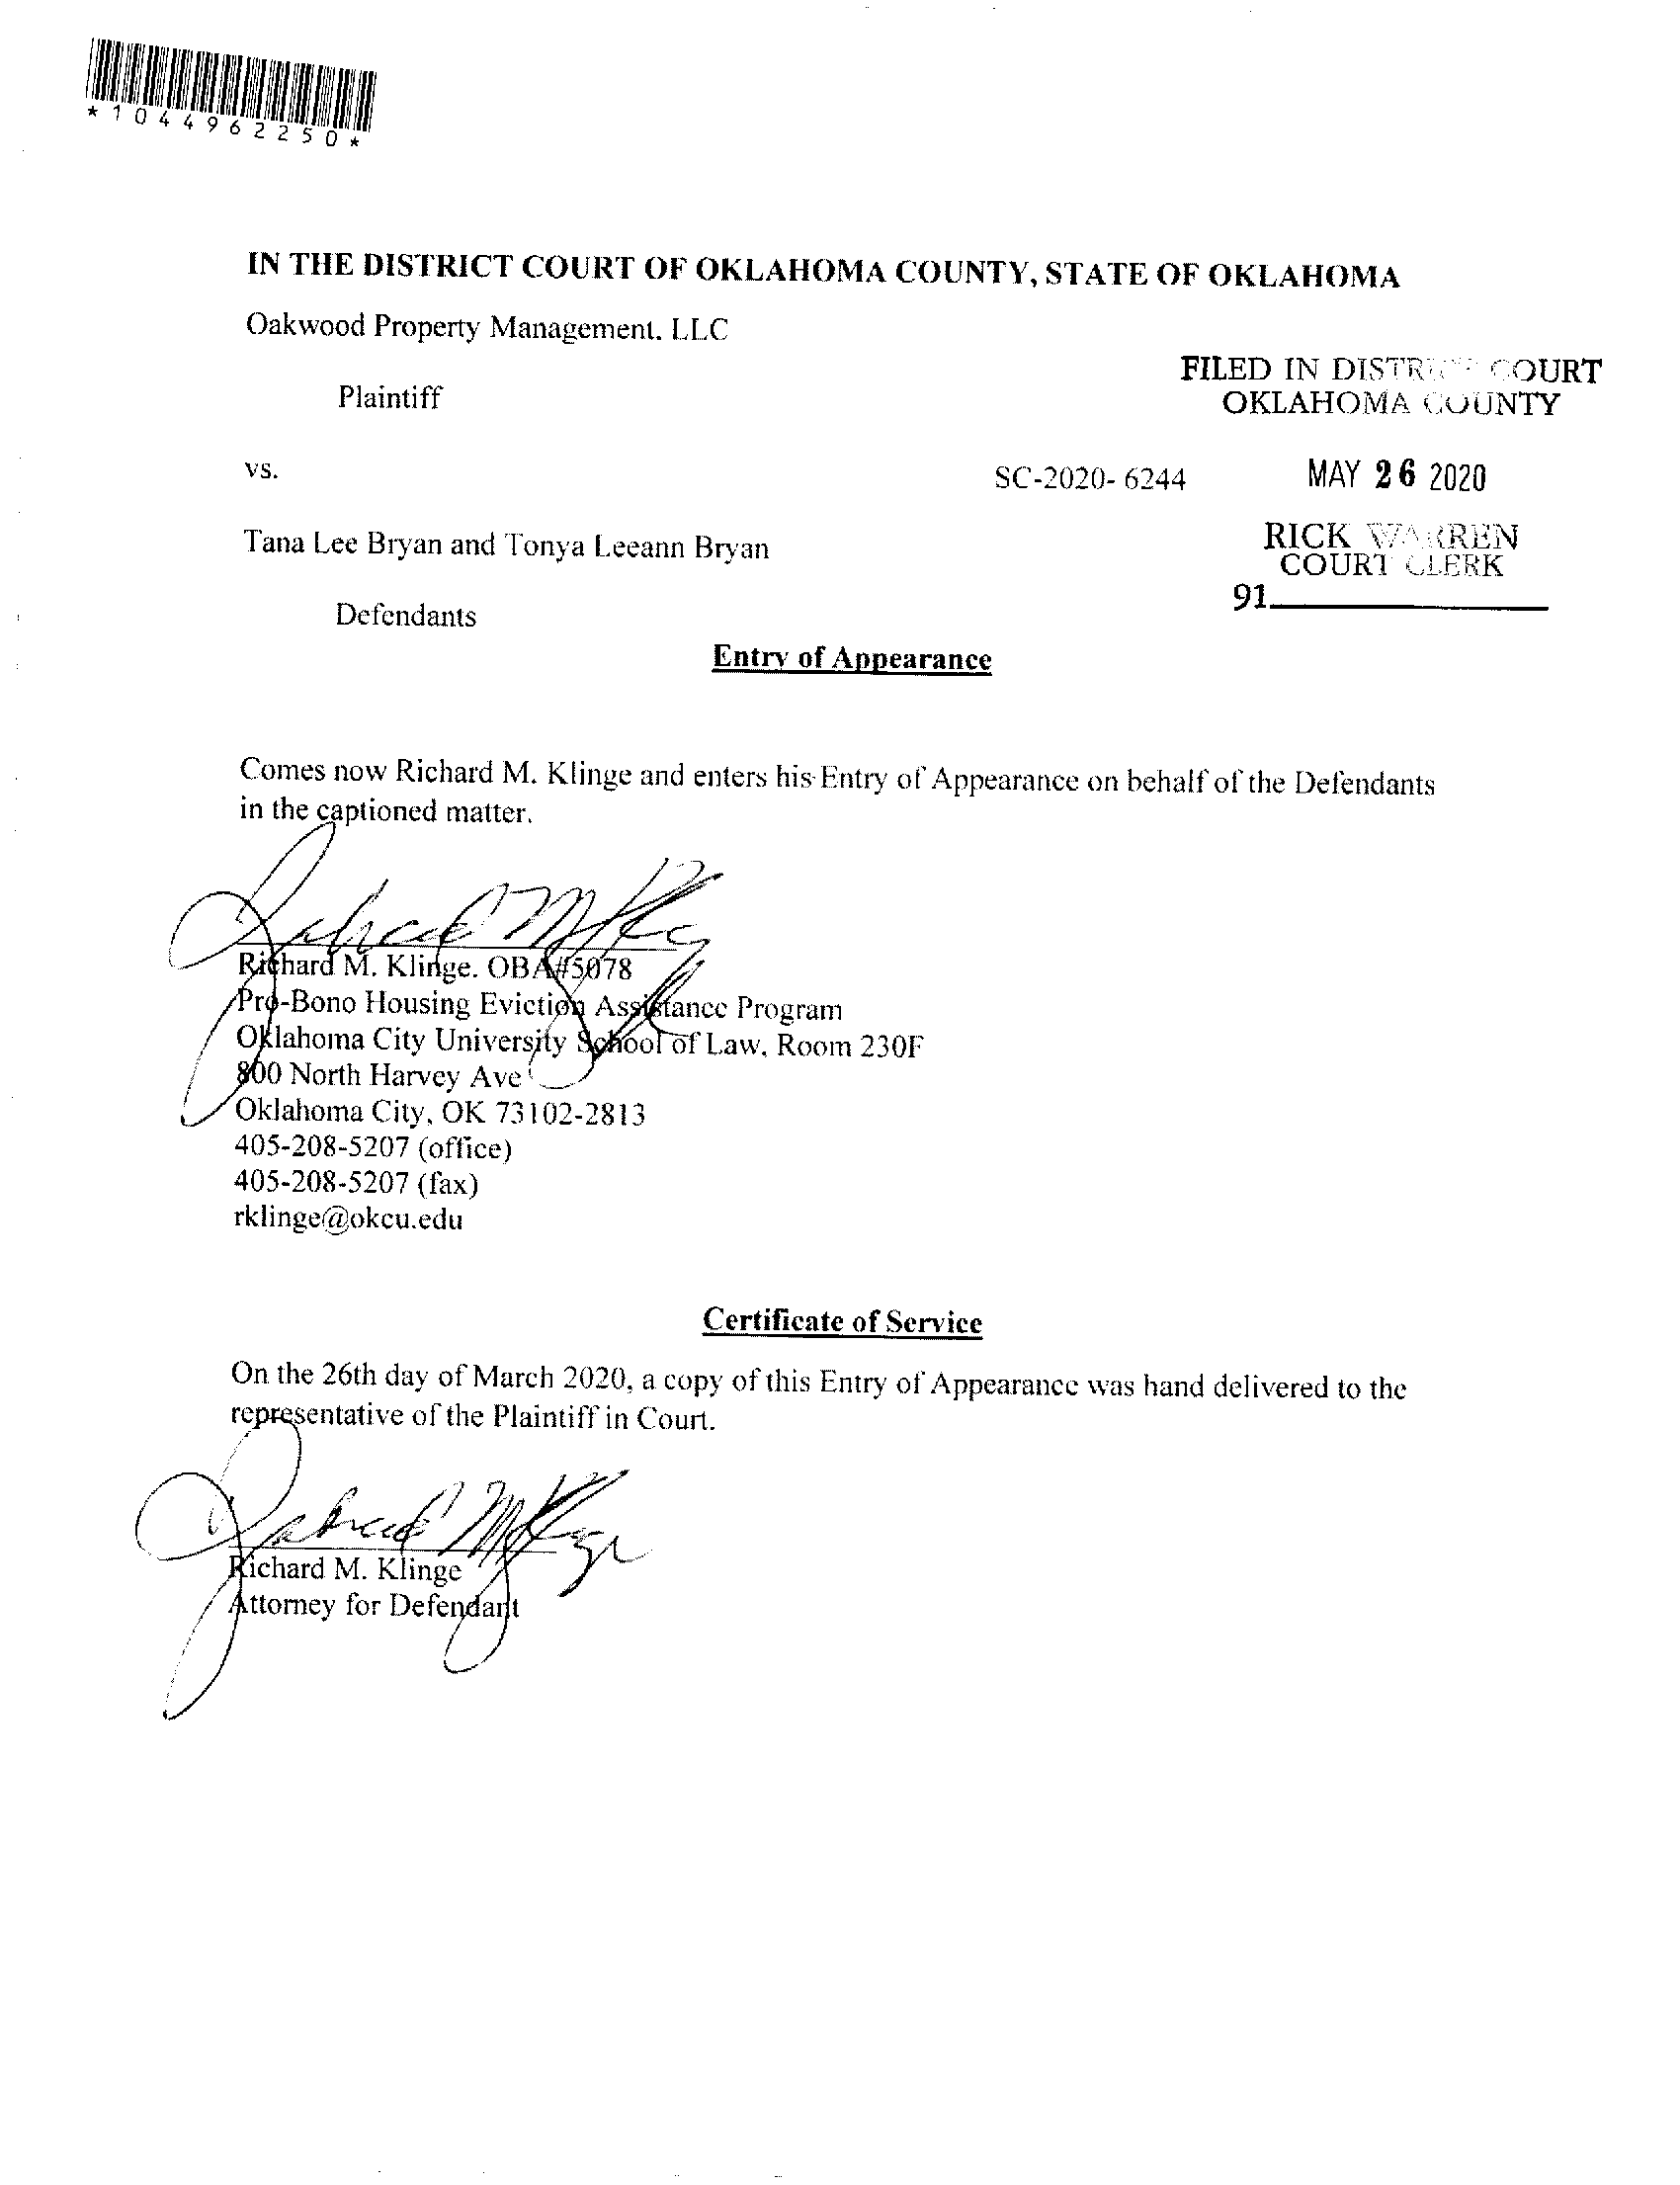 *1044962250*
IN THE DISTRICT COURT OF OKLAHOMA COUNTY, STATE OF OKLAHOMA
Oakwood Property Management, LLC
Plaintiff
FILED IN DISTRICT COURT
OKLAHOMA COUNTY
vs.
SC-2020- 6244
MAY 26 2020
Tana Lee Bryan and Tonya Leeann Bryan
RICK WARREN
COURT CLERK
91
Defendants
Entry of Appearance
Comes now Richard M. Klinge and enters his Entry of Appearance on behalf of the Defendants
in the captioned matter.
Richard M. Klinge. OBA#5078
Pro-Bono Housing Eviction Assistance Program
Oklahoma City University School of Law, Room 230F
800 North Harvey Ave
Oklahoma City, OK 73102-2813
405-208-5207 (office)
405-208-5207 (fax)
rklinge@okcu.edu
Certificate of Service
On the 26th day of March 2020, a copy of this Entry of Appearance was hand delivered to the
representative of the Plaintiff in Court.
Richard M. Klinge
Attorney for Defendant